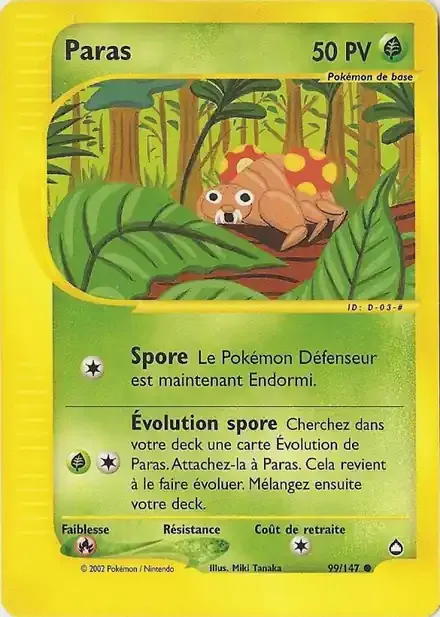 Paras 50 PV
Pokémon de base
ID: D-03-#
Spore Le Pokémon Défenseur
est maintenant Endormi.
Évolution spore Cherchez dans
votre deck une carte Évolution de
Paras. Attachez-la à Paras. Cela revient
à le faire évoluer. Mélangez ensuite
votre deck.
Faiblesse Résistance Coût de retraite
© 2002 Pokémon / Nintendo Illus. Miki Tanaka 99/147